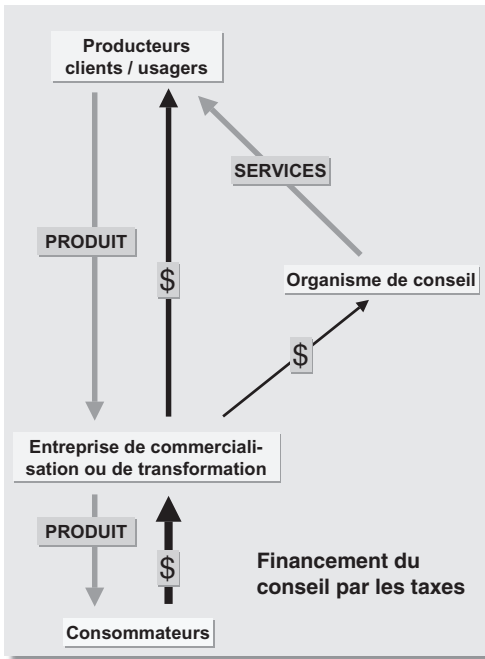 Producteurs
clients / usagers
SERVICES
PRODUIT
$
Organisme de conseil
$
Entreprise de commerciali-
sation ou de transformation
PRODUIT
$
Financement du
conseil par les taxes
Consommateurs